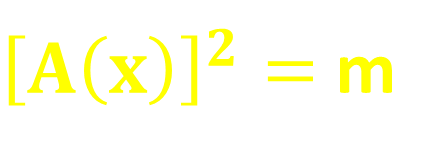 [A(x)]² = m